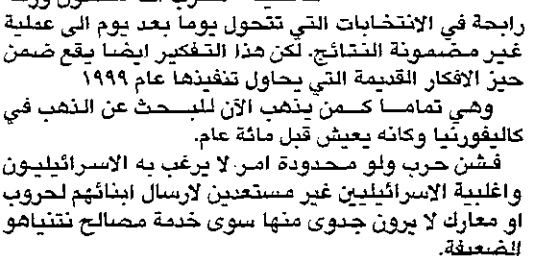 رابحة في الانتخابات التي تتحول يوما بعد يوم الى عملية
غير مضمونة النتائج. لكن هذا التفكير ايضا يقع ضمن
حيز الافكار القديمة التي يحاول تنفيذها عام ١٩٩٩
وهي تماما كمن يذهب الآن للبحث عن الذهب في
كاليفورنيا وكانه يعيش قبل مائة عام.
فشن حرب ولو محدودة امر لا يرغب به الاسرائيليون
واغلبية الاسرائيليين غير مستعدين لارسال ابنائهم لحروب
او معارك لا يرون جدوى منها سوى خدمة مصالح نتنياهو
الضعيفة.